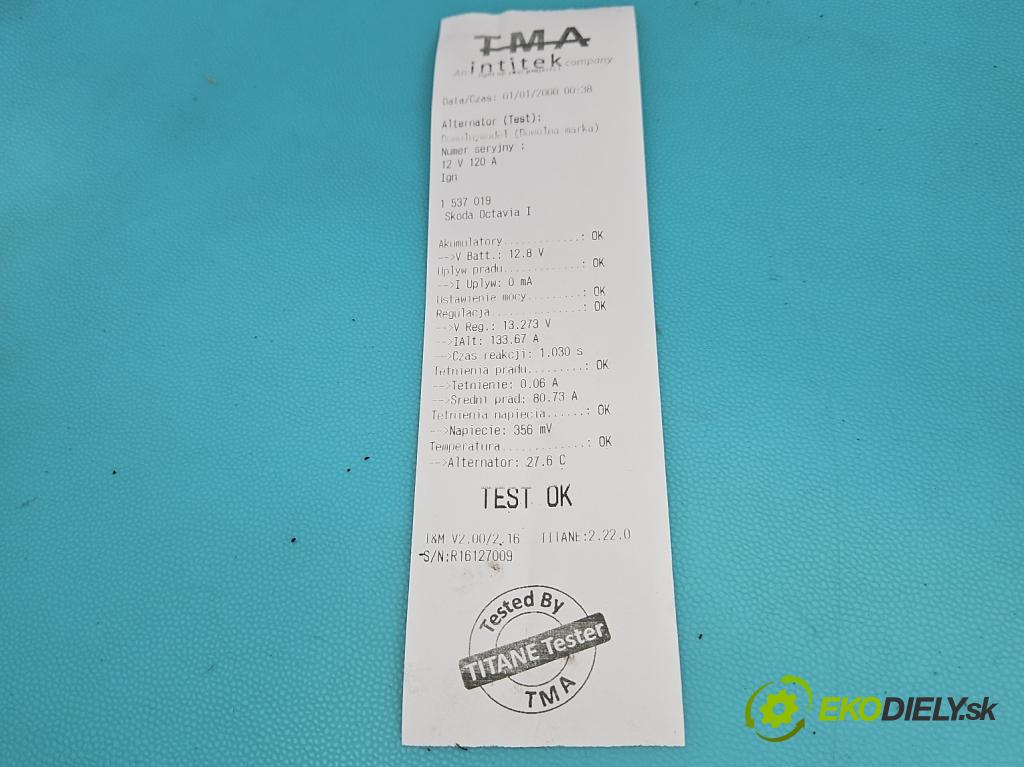 TMA
An intitek company
Data/Czas: 01/01/2000 00:38
Alternator (Test):
(Dowolna marka)
Numer seryjny :
12 V 120 A
Ign
1 537 019
Skoda Octavia I
Akumulatory............: OK
-->V Batt.: 12.8 V
Uplyw pradu............: OK
-->I Uplyw: 0 mA
Ustawienie mocy........: OK
Regulacja..............: OK
-->V Reg.: 13.273 V
-->IAlt: 133.67 A
-->Czas reakcji: 1.030 s
Tetnienia pradu.........: OK
-->Tetnienie: 0.06 A
-->Sredni prad: 80.73 A
Tetnienia napiecia......: OK
-->Napiecie: 356 mV
Temperatura............: OK
-->Alternator: 27.6 C
TEST OK
T&M V2.00/2.16 TITANE:2.22.0
S/N:R16127009
Tested By
TITANE Tester
TMA
EKODIELY.sk